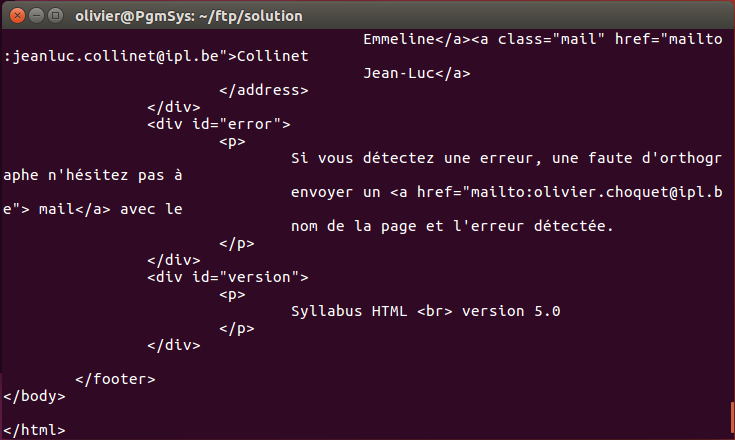 olivier@PgmSys: ~/ftp/solution
Emmeline</a><a class="mail" href="mailto
:jeanluc.collinet@ipl.be">Collinet
Jean-Luc</a>
</address>
</div>
<div id="error">
<p>
Si vous détectez une erreur, une faute d'orthogr
aphe n'hésitez pas à
envoyer un <a href="mailto:olivier.choquet@ipl.b
e"> mail</a> avec le
nom de la page et l'erreur détectée.
</p>
</div>
<div id="version">
<p>
Syllabus HTML <br> version 5.0
</p>
</div>
</footer>
</body>
</html>